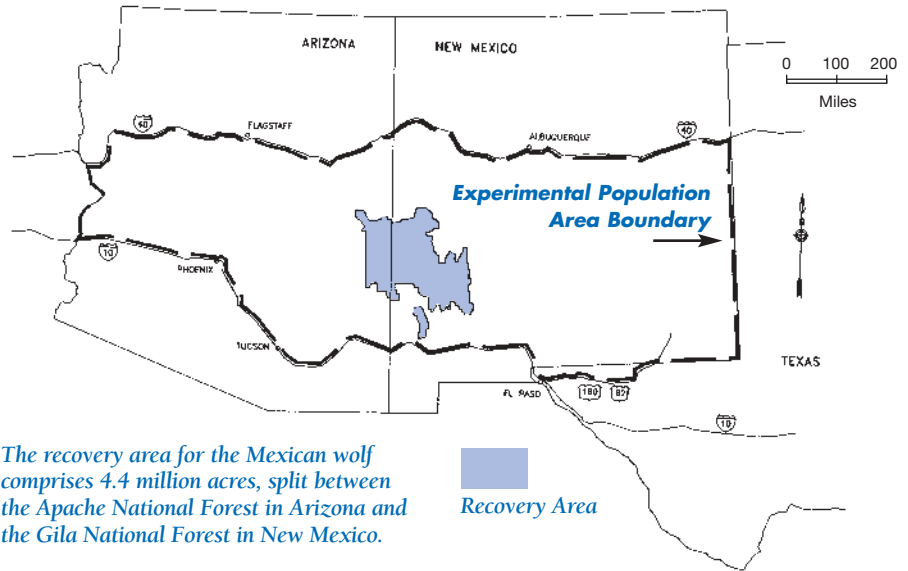 ARIZONA NEW MEXICO
0 100 200
Miles
40
FLAGSTAFF
ALBUQUERQUE
40
Experimental Population
Area Boundary
10
PHOENIX
TUCSON
TEXAS
EL PASO
180
10
The recovery area for the Mexican wolf
comprises 4.4 million acres, split between
the Apache National Forest in Arizona and
the Gila National Forest in New Mexico.
Recovery Area